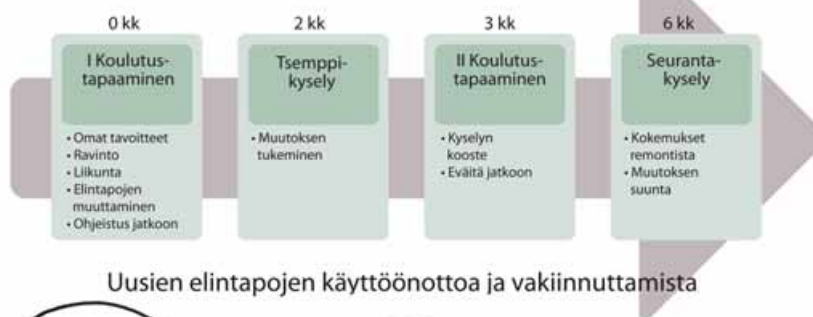 0 kk
I Koulutus-
tapaaminen
• Omat tavoitteet
• Ravinto
• Liikunta
• Elintapojen
muuttaminen
• Ohjeistus jatkoon
2 kk
Tsemppi-
kysely
• Muutoksen
tukeminen
3 kk
II Koulutus-
tapaaminen
• Kyselyn
kooste
• Eväitä jatkoon
6 kk
Seuranta-
kysely
• Kokemukset
remontista
• Muutoksen
suunta
Uusien elintapojen käyttöönottoa ja vakiinnuttamista